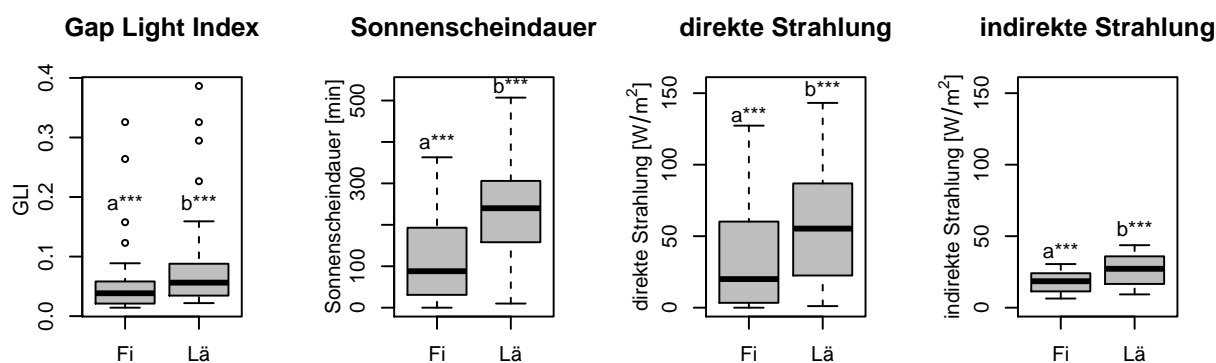 Gap Light Index
GLI
0.4
0.3
0.2
0.1
0.0
a***
b***
Fi Lä
Sonnenscheindauer
Sonnenscheindauer [min]
500
300
100
0
a***
b***
Fi Lä
direkte Strahlung
direkte Strahlung [W/m²]
150
100
50
0
a***
b***
Fi Lä
indirekte Strahlung
indirekte Strahlung [W/m²]
150
100
50
0
a***
b***
Fi Lä